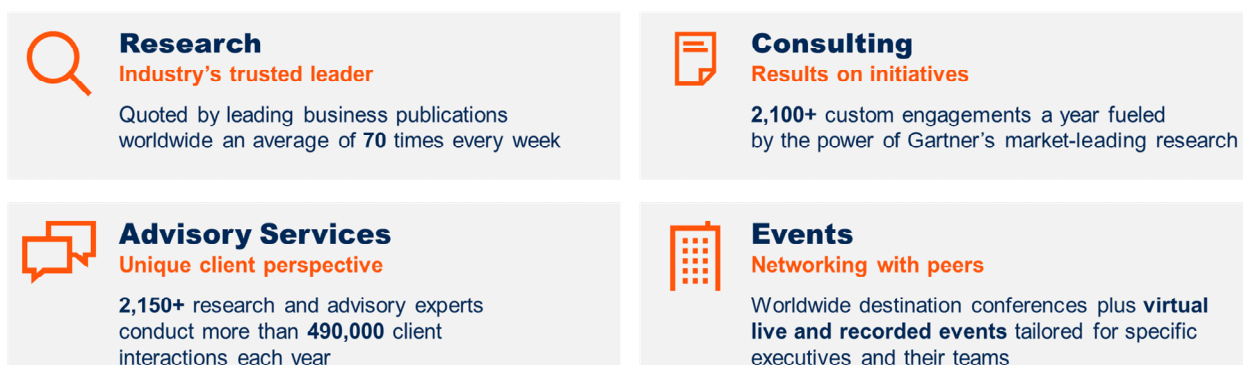 Research
Industry's trusted leader
Quoted by leading business publications
worldwide an average of 70 times every week
Consulting
Results on initiatives
2,100+ custom engagements a year fueled
by the power of Gartner's market-leading research
Advisory Services
Unique client perspective
2,150+ research and advisory experts
conduct more than 490,000 client
interactions each year
Events
Networking with peers
Worldwide destination conferences plus virtual
live and recorded events tailored for specific
executives and their teams